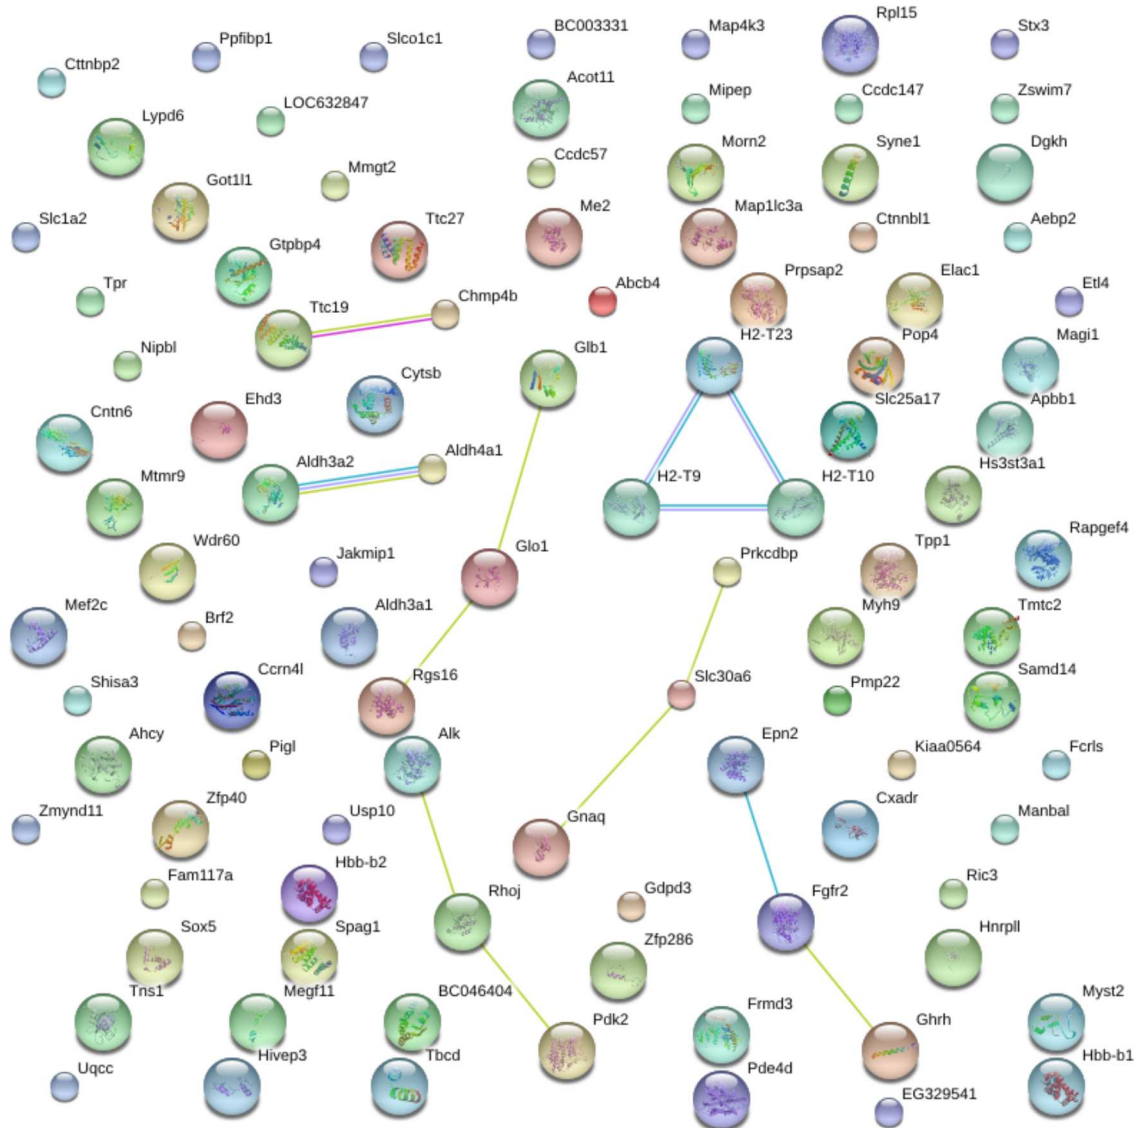 Rpl15
BC003331
Map4k3
Stx3
Ppfibp1
Slco1c1
Cttnbp2
Acot11
Mipep
Ccdc147
Zswim7
LOC632847
Lypd6
Ccdc57
Morn2
Syne1
Dgkh
Mmgt2
Got1l1
Me2
Map1lc3a
Ctnnbl1
Aebp2
Slc1a2
Ttc27
Gtpbp4
Prpsap2
Elac1
Etl4
Tpr
Abcb4
Chmp4b
Ttc19
H2-T23
Pop4
Magi1
Nipbl
Glb1
Cytsb
Slc25a17
Apbb1
Cntn6
Ehd3
Aldh3a2
Aldh4a1
H2-T9
H2-T10
Hs3st3a1
Mtmr9
Rapgef4
Wdr60
Jakmip1
Glo1
Prkcdbp
Tpp1
Mef2c
Brf2
Aldh3a1
Myh9
Tmtc2
Shisa3
Ccrn4l
Rgs16
Slc30a6
Pmp22
Samd14
Ahcy
Pigl
Alk
Epn2
Kiaa0564
Fcrls
Zmynd11
Zfp40
Usp10
Gnaq
Cxadr
Manbal
Fam117a
Hbb-b2
Rhoj
Gdpd3
Fgfr2
Ric3
Sox5
Spag1
Zfp286
Hnrpll
Tns1
Megf11
BC046404
Pdk2
Frmd3
Ghrh
Myst2
Uqcc
Hivep3
Tbcd
Pde4d
Hbb-b1
EG329541